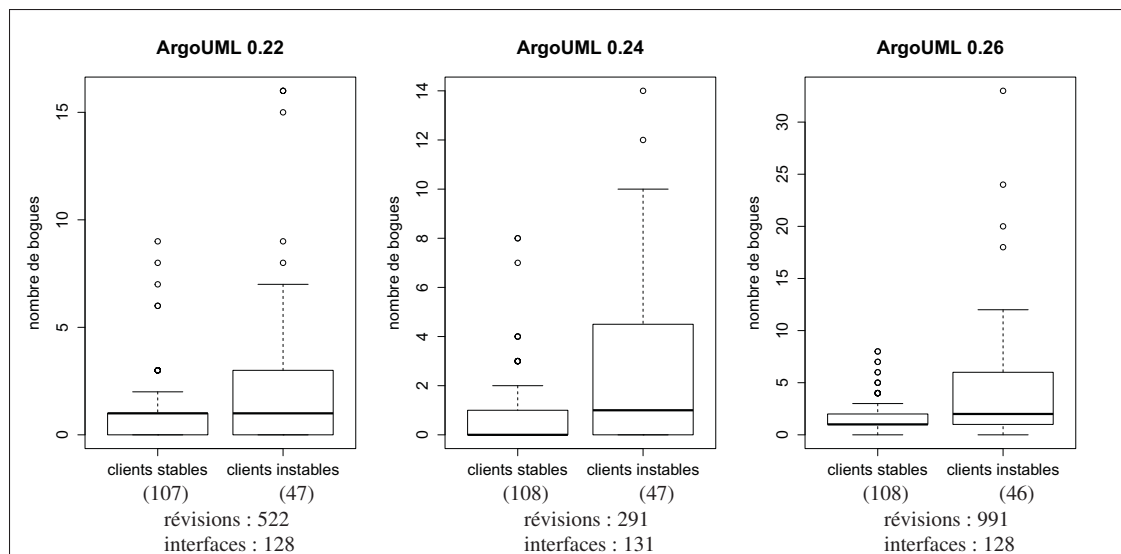 ArgoUML 0.22
ArgoUML 0.24
ArgoUML 0.26
nombre de bogues
0
5
10
15
clients stables
clients instables
(107)
(47)
révisions : 522
interfaces : 128
nombre de bogues
0
2
4
6
8
10
12
14
clients stables
clients instables
(108)
(47)
révisions : 291
interfaces : 131
nombre de bogues
0
5
10
15
20
25
30
clients stables
clients instables
(108)
(46)
révisions : 991
interfaces : 128